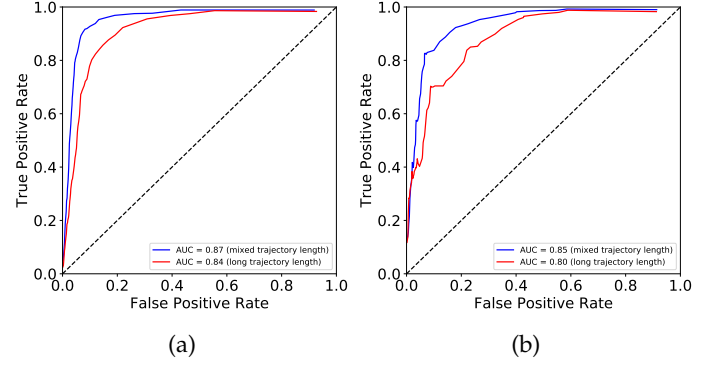 1.0
0.8
0.6
0.4
0.2
0.0
True Positive Rate
AUC = 0.87 (mixed trajectory length)
AUC = 0.84 (long trajectory length)
0.0 0.2 0.4 0.6 0.8 1.0
False Positive Rate
(a)
1.0
0.8
0.6
0.4
0.2
0.0
True Positive Rate
AUC = 0.85 (mixed trajectory length)
AUC = 0.80 (long trajectory length)
0.0 0.2 0.4 0.6 0.8 1.0
False Positive Rate
(b)